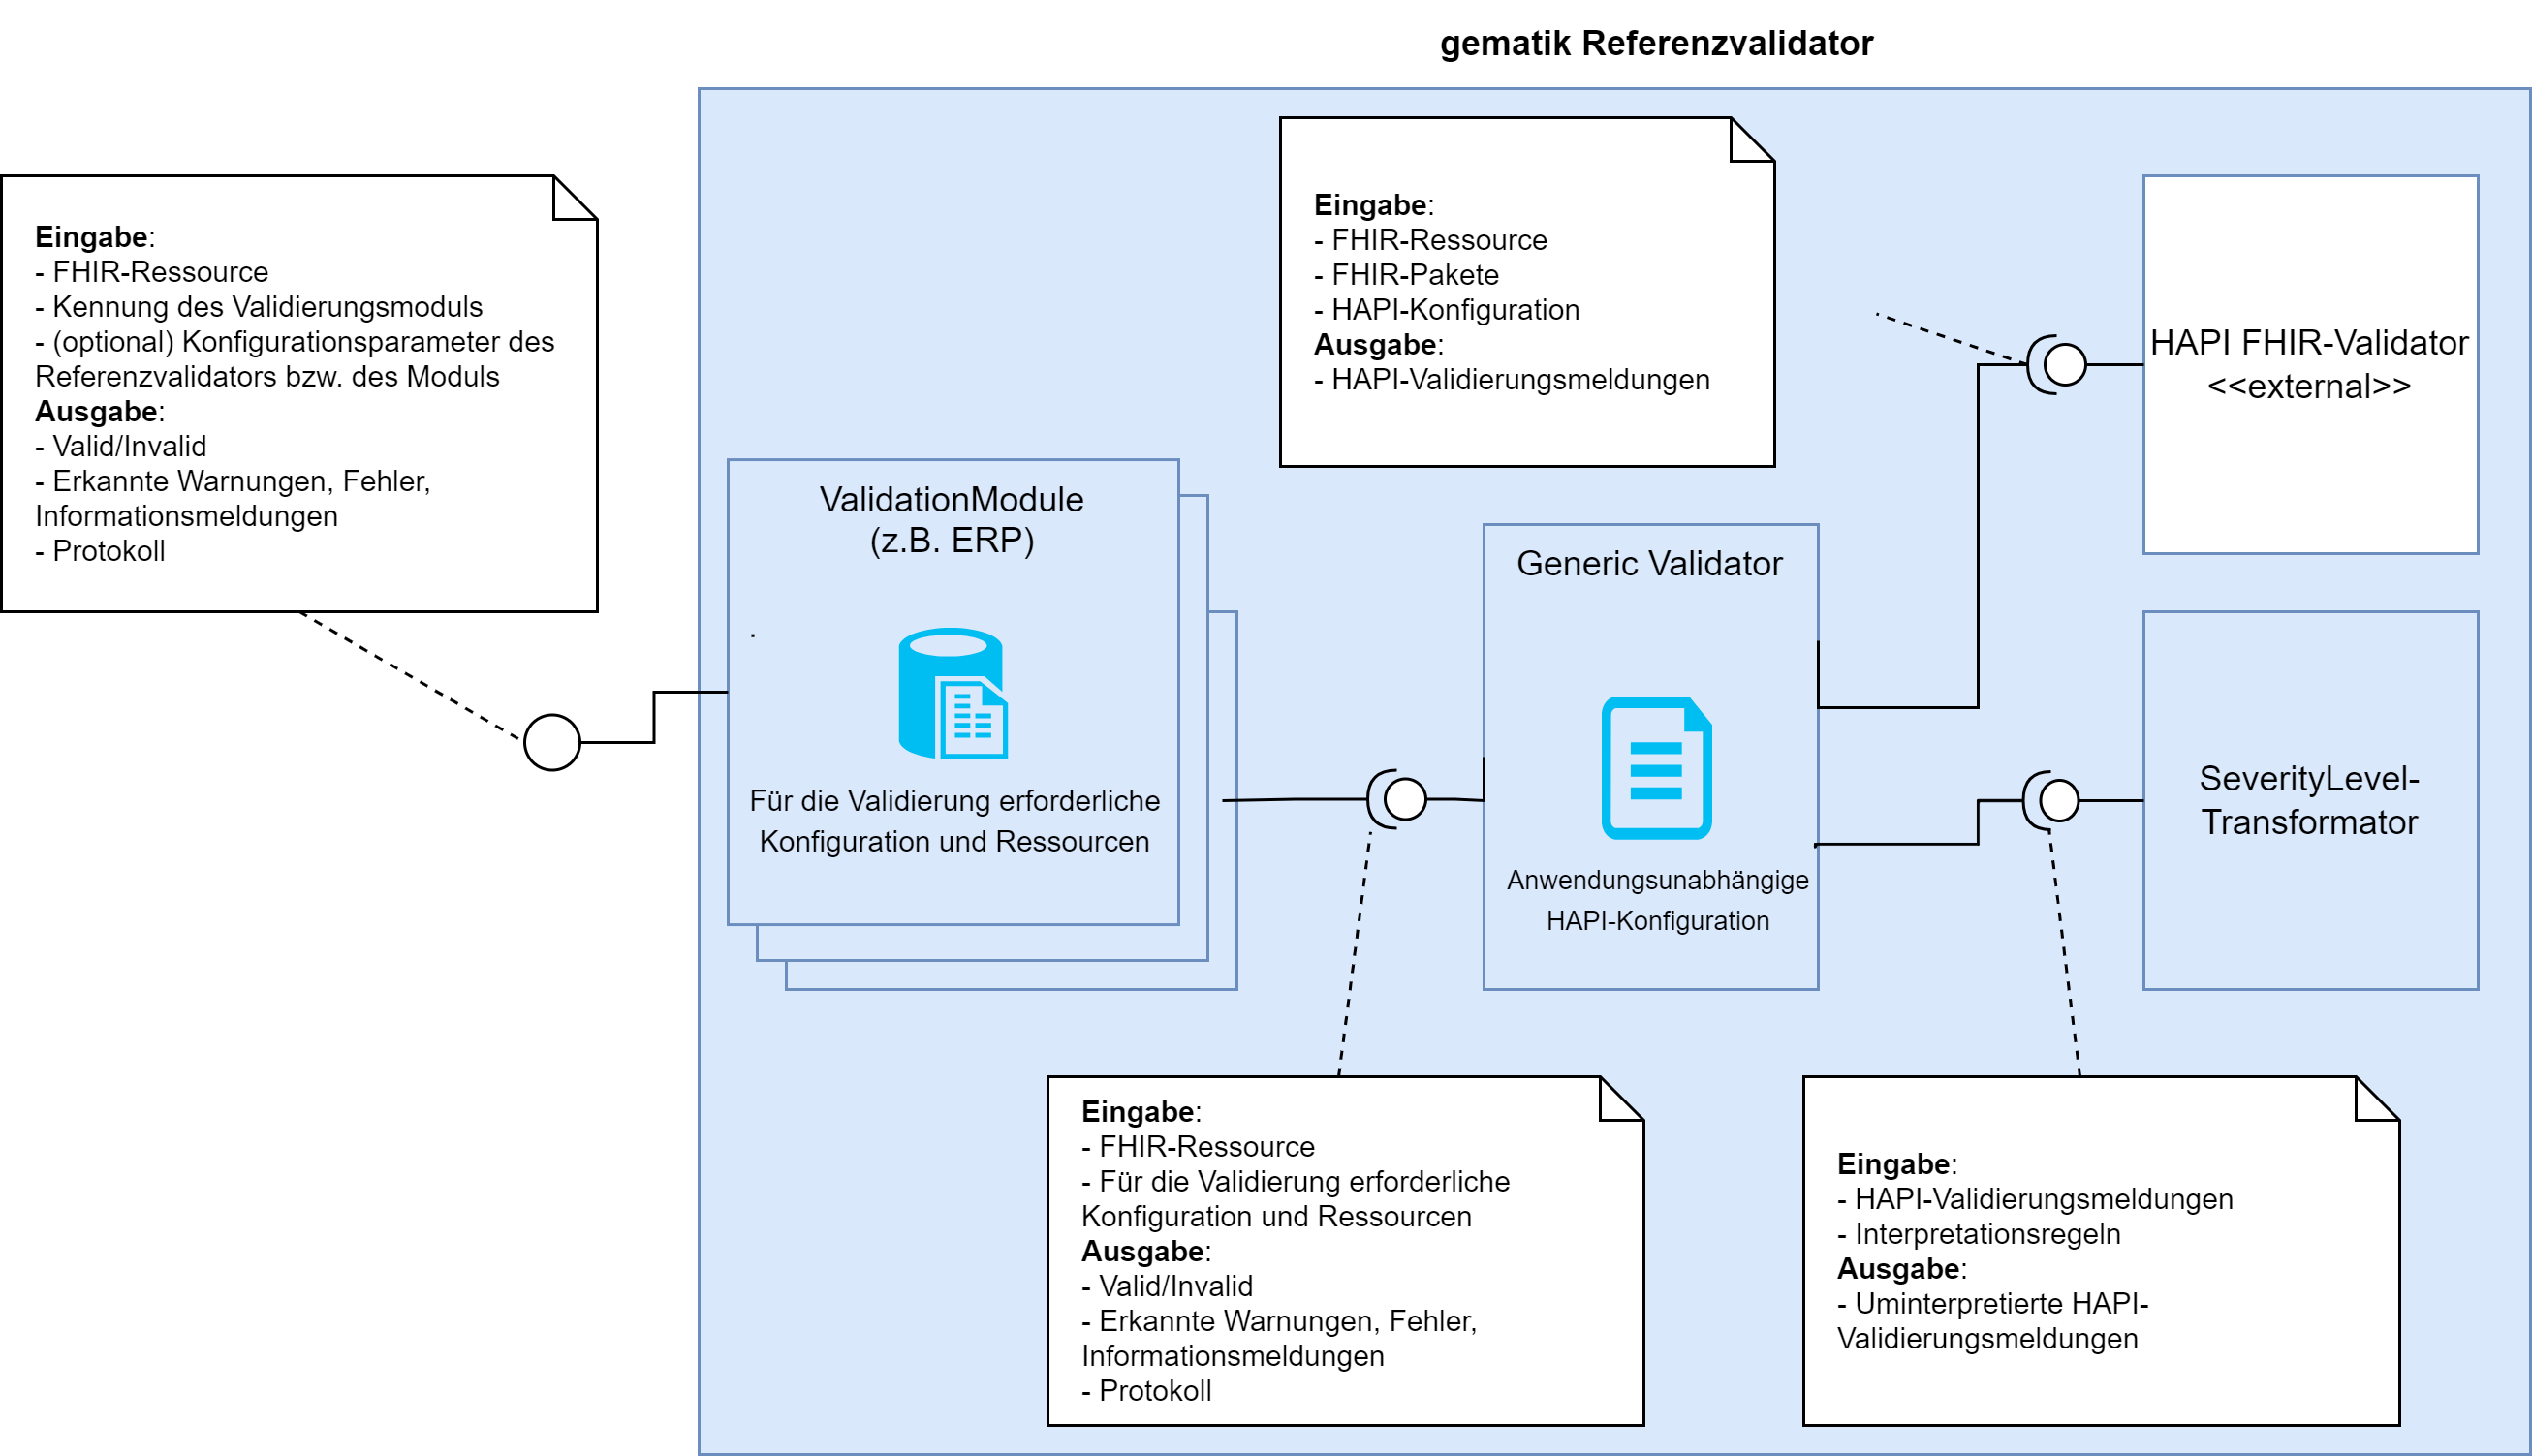 gematik Referenzvalidator
Eingabe:
- FHIR-Ressource
- Kennung des Validierungsmoduls
- (optional) Konfigurationsparameter des
Referenzvalidators bzw. des Moduls
Ausgabe:
- Valid/Invalid
- Erkannte Warnungen, Fehler,
Informationsmeldungen
- Protokoll
Eingabe:
- FHIR-Ressource
- FHIR-Pakete
- HAPI-Konfiguration
Ausgabe:
- HAPI-Validierungsmeldungen
HAPI FHIR-Validator
<<external>>
ValidationModule
(z.B. ERP)
Für die Validierung erforderliche
Konfiguration und Ressourcen
Generic Validator
Anwendungsunabhängige
HAPI-Konfiguration
SeverityLevel-
Transformator
Eingabe:
- FHIR-Ressource
- Für die Validierung erforderliche
Konfiguration und Ressourcen
Ausgabe:
- Valid/Invalid
- Erkannte Warnungen, Fehler,
Informationsmeldungen
- Protokoll
Eingabe:
- HAPI-Validierungsmeldungen
- Interpretationsregeln
Ausgabe:
- Uminterpretierte HAPI-
Validierungsmeldungen